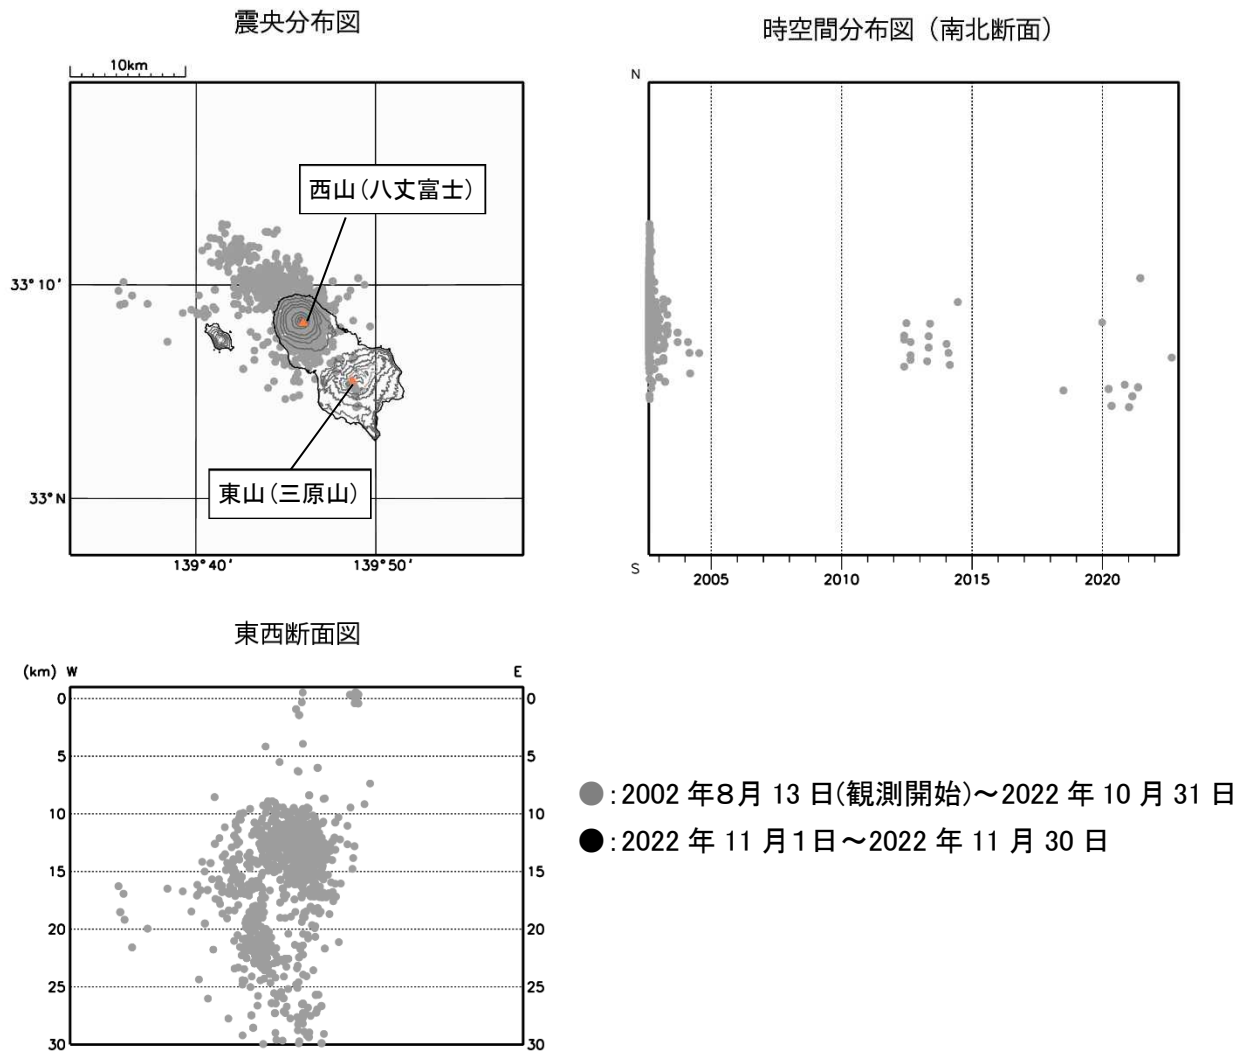 震央分布図
10km
西山(八丈富士)
33°10′
東山(三原山)
33°N
139°40′ 139°50′
時空間分布図(南北断面)
N
S
2005 2010 2015 2020
東西断面図
(km) W E
0 0
5 5
10 10
15 15
20 20
25 25
30 30
●:2002年8月13日(観測開始)~2022年10月31日
●:2022年11月1日~2022年11月30日